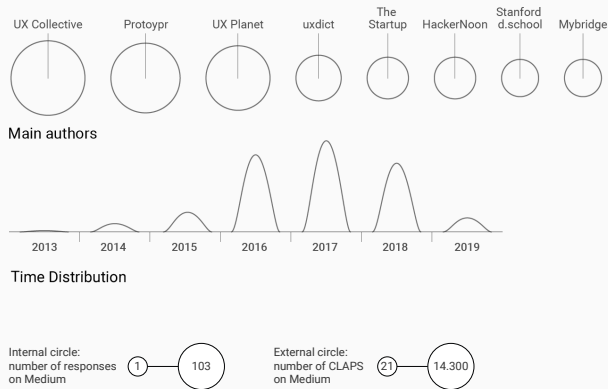 UX Collective
Protoypr
UX Planet
uxdict
The
Startup
HackerNoon
Stanford
d.school
Mybridge
Main authors
2013
2014
2015
2016
2017
2018
2019
Time Distribution
Internal circle:
number of responses
on Medium
1
103
External circle:
number of CLAPS
on Medium
21
14.300